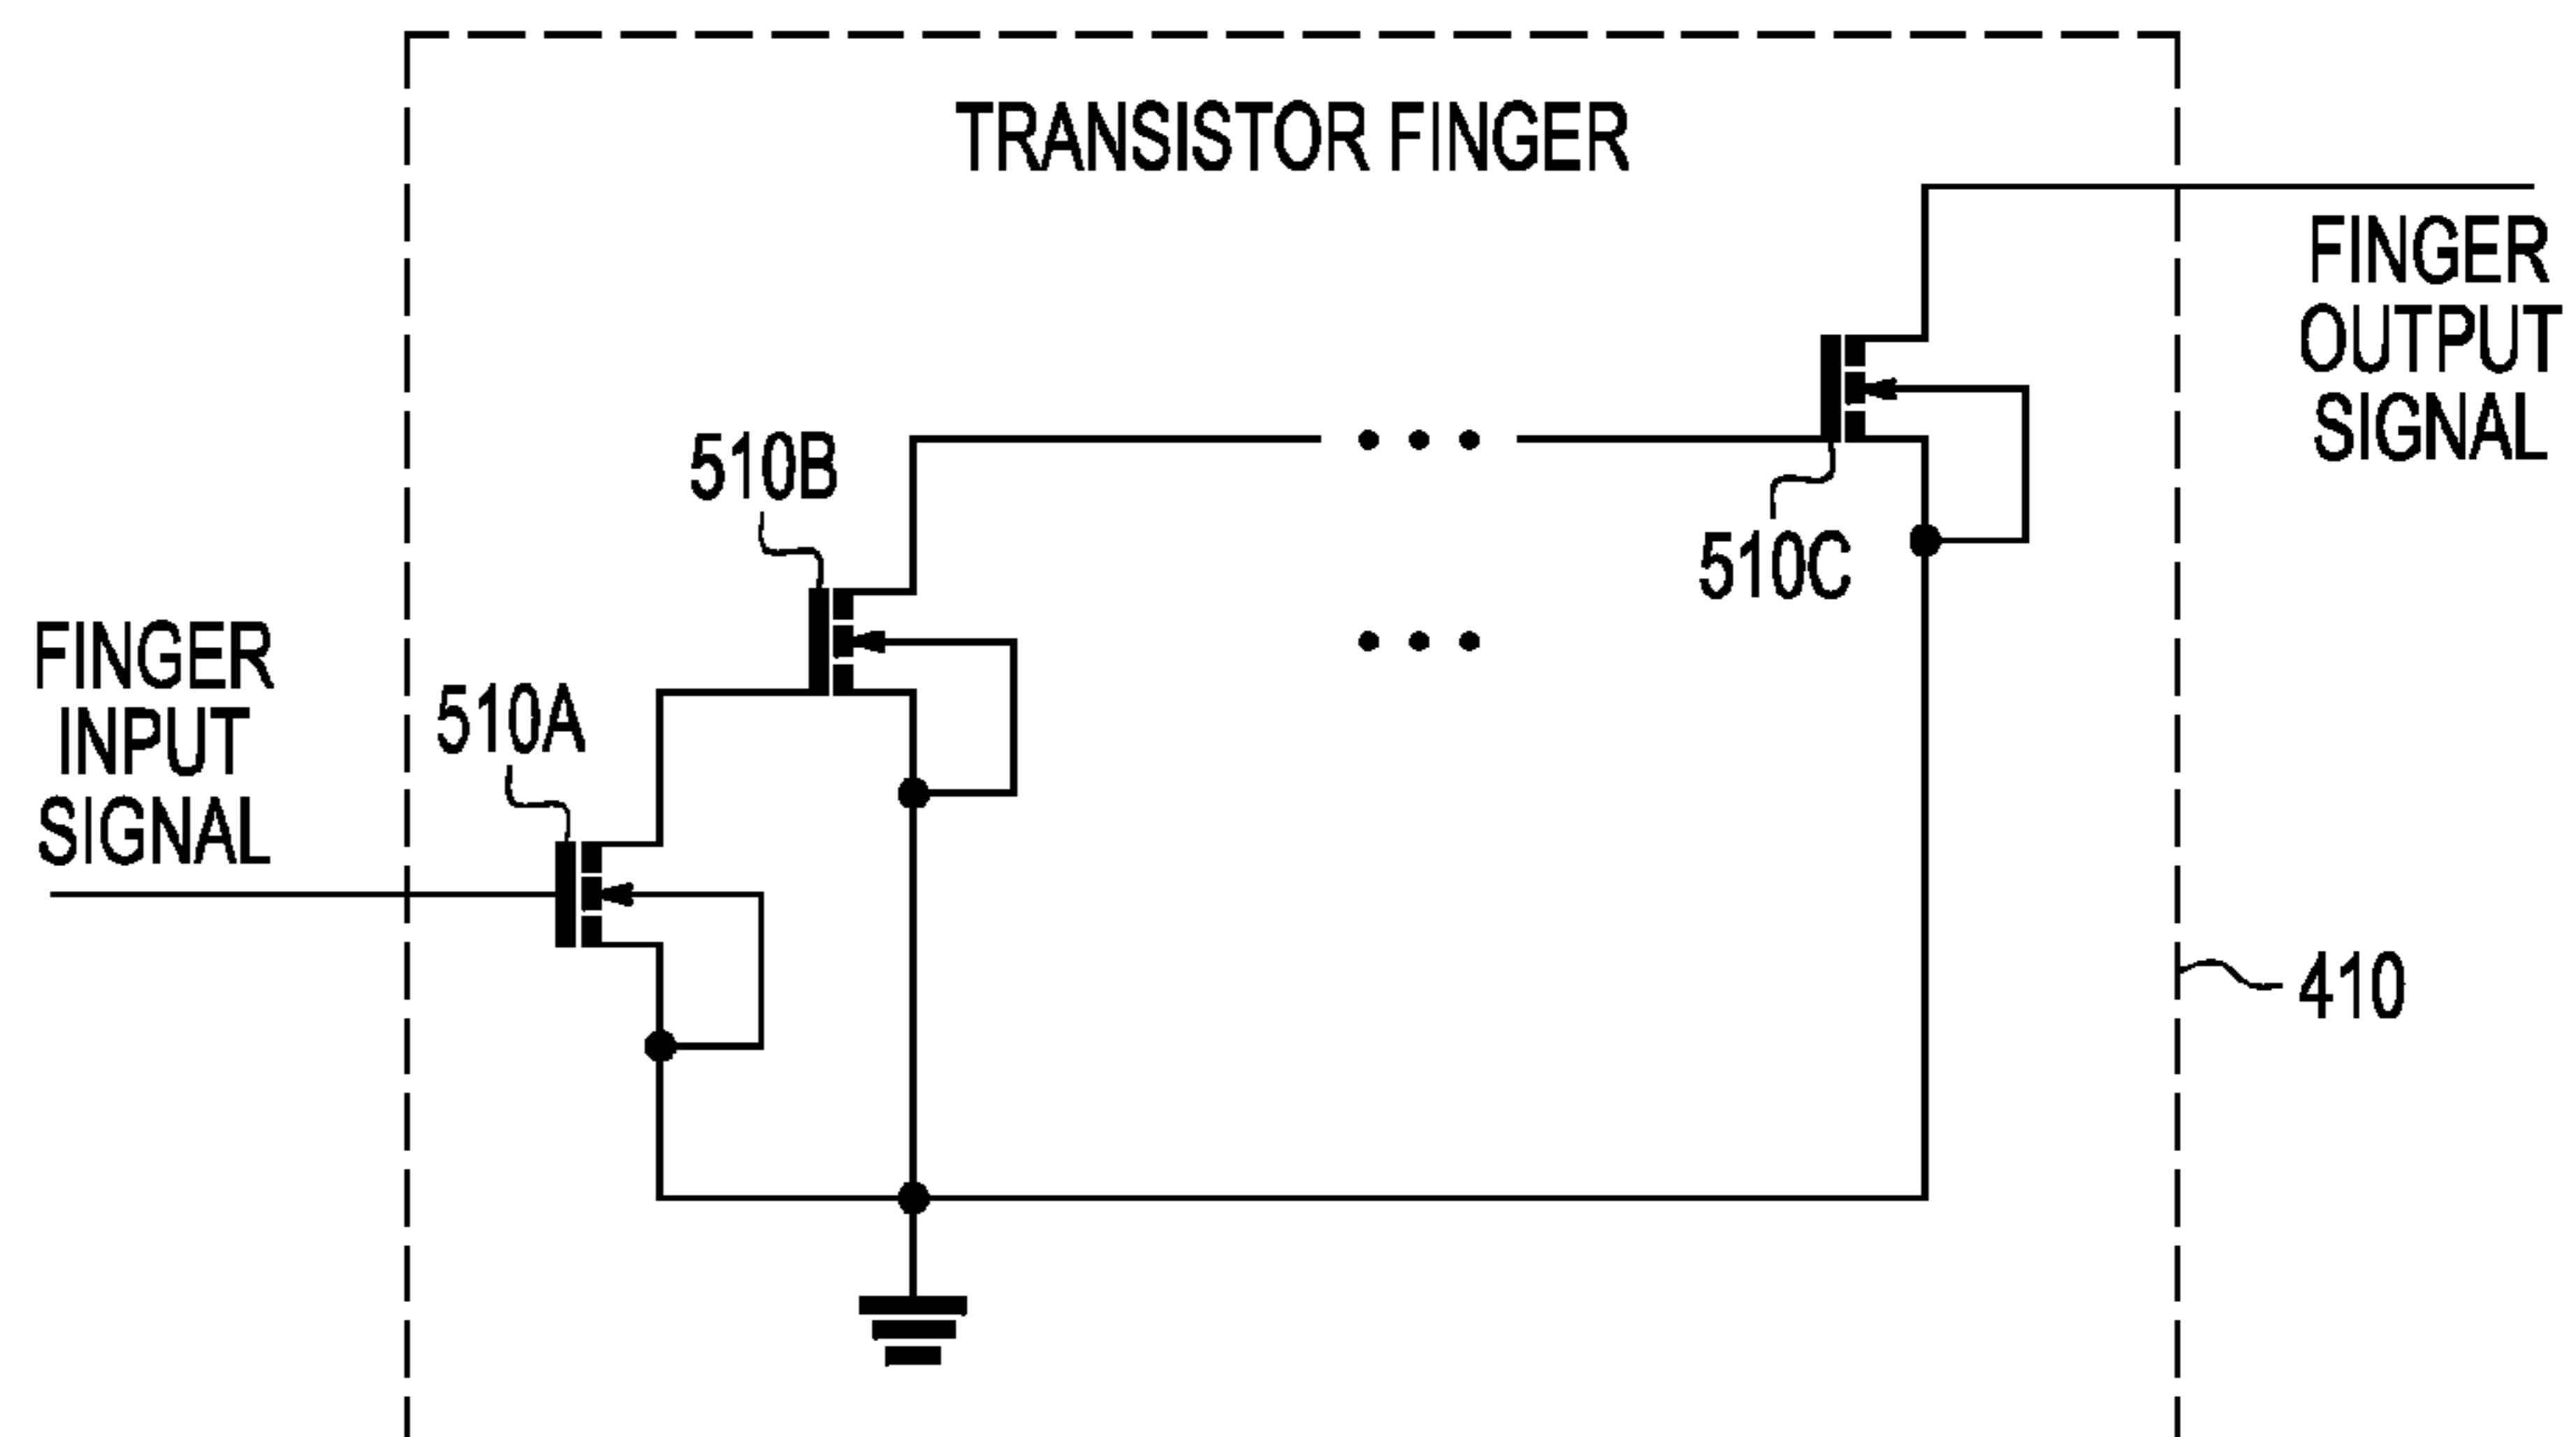 TRANSISTOR FINGER
FINGER
OUTPUT
SIGNAL
510B
510C
FINGER
INPUT
SIGNAL
510A
410